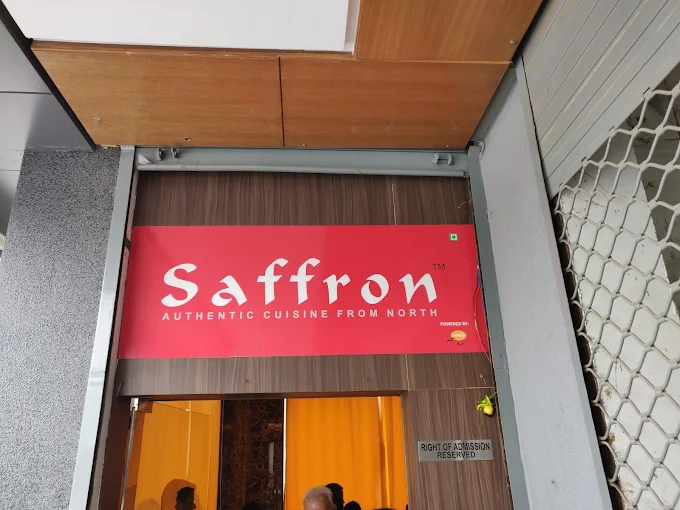 Saffron TM
AUTHENTIC CUISINE FROM NORTH
POWERED BY:
RIGHT OF ADMISSION
RESERVED